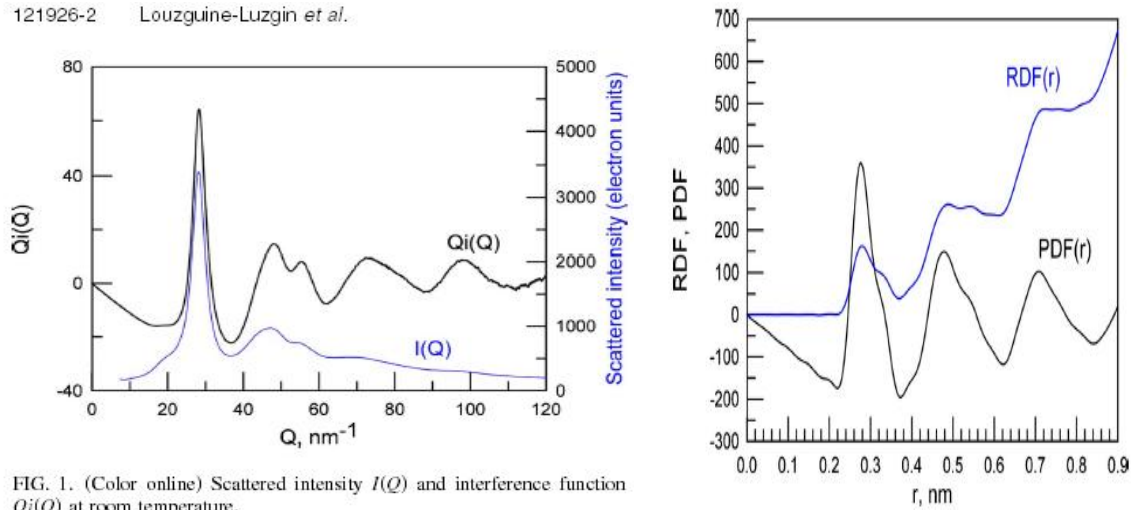 121926-2 Louzguine-Luzgin et al.
80
40
0
-40
Qi(Q)
5000
4000
3000
2000
1000
0
Scattered intensity (electron units)
Qi(Q)
I(Q)
0 20 40 60 80 100 120
Q, nm-1
FIG. 1. (Color online) Scattered intensity I(Q) and interference function
Qi(Q) at room temperature.
700
600
500
400
300
200
100
0
-100
-200
-300
RDF, PDF
RDF(r)
PDF(r)
0.0 0.1 0.2 0.3 0.4 0.5 0.6 0.7 0.8 0.9
r, nm